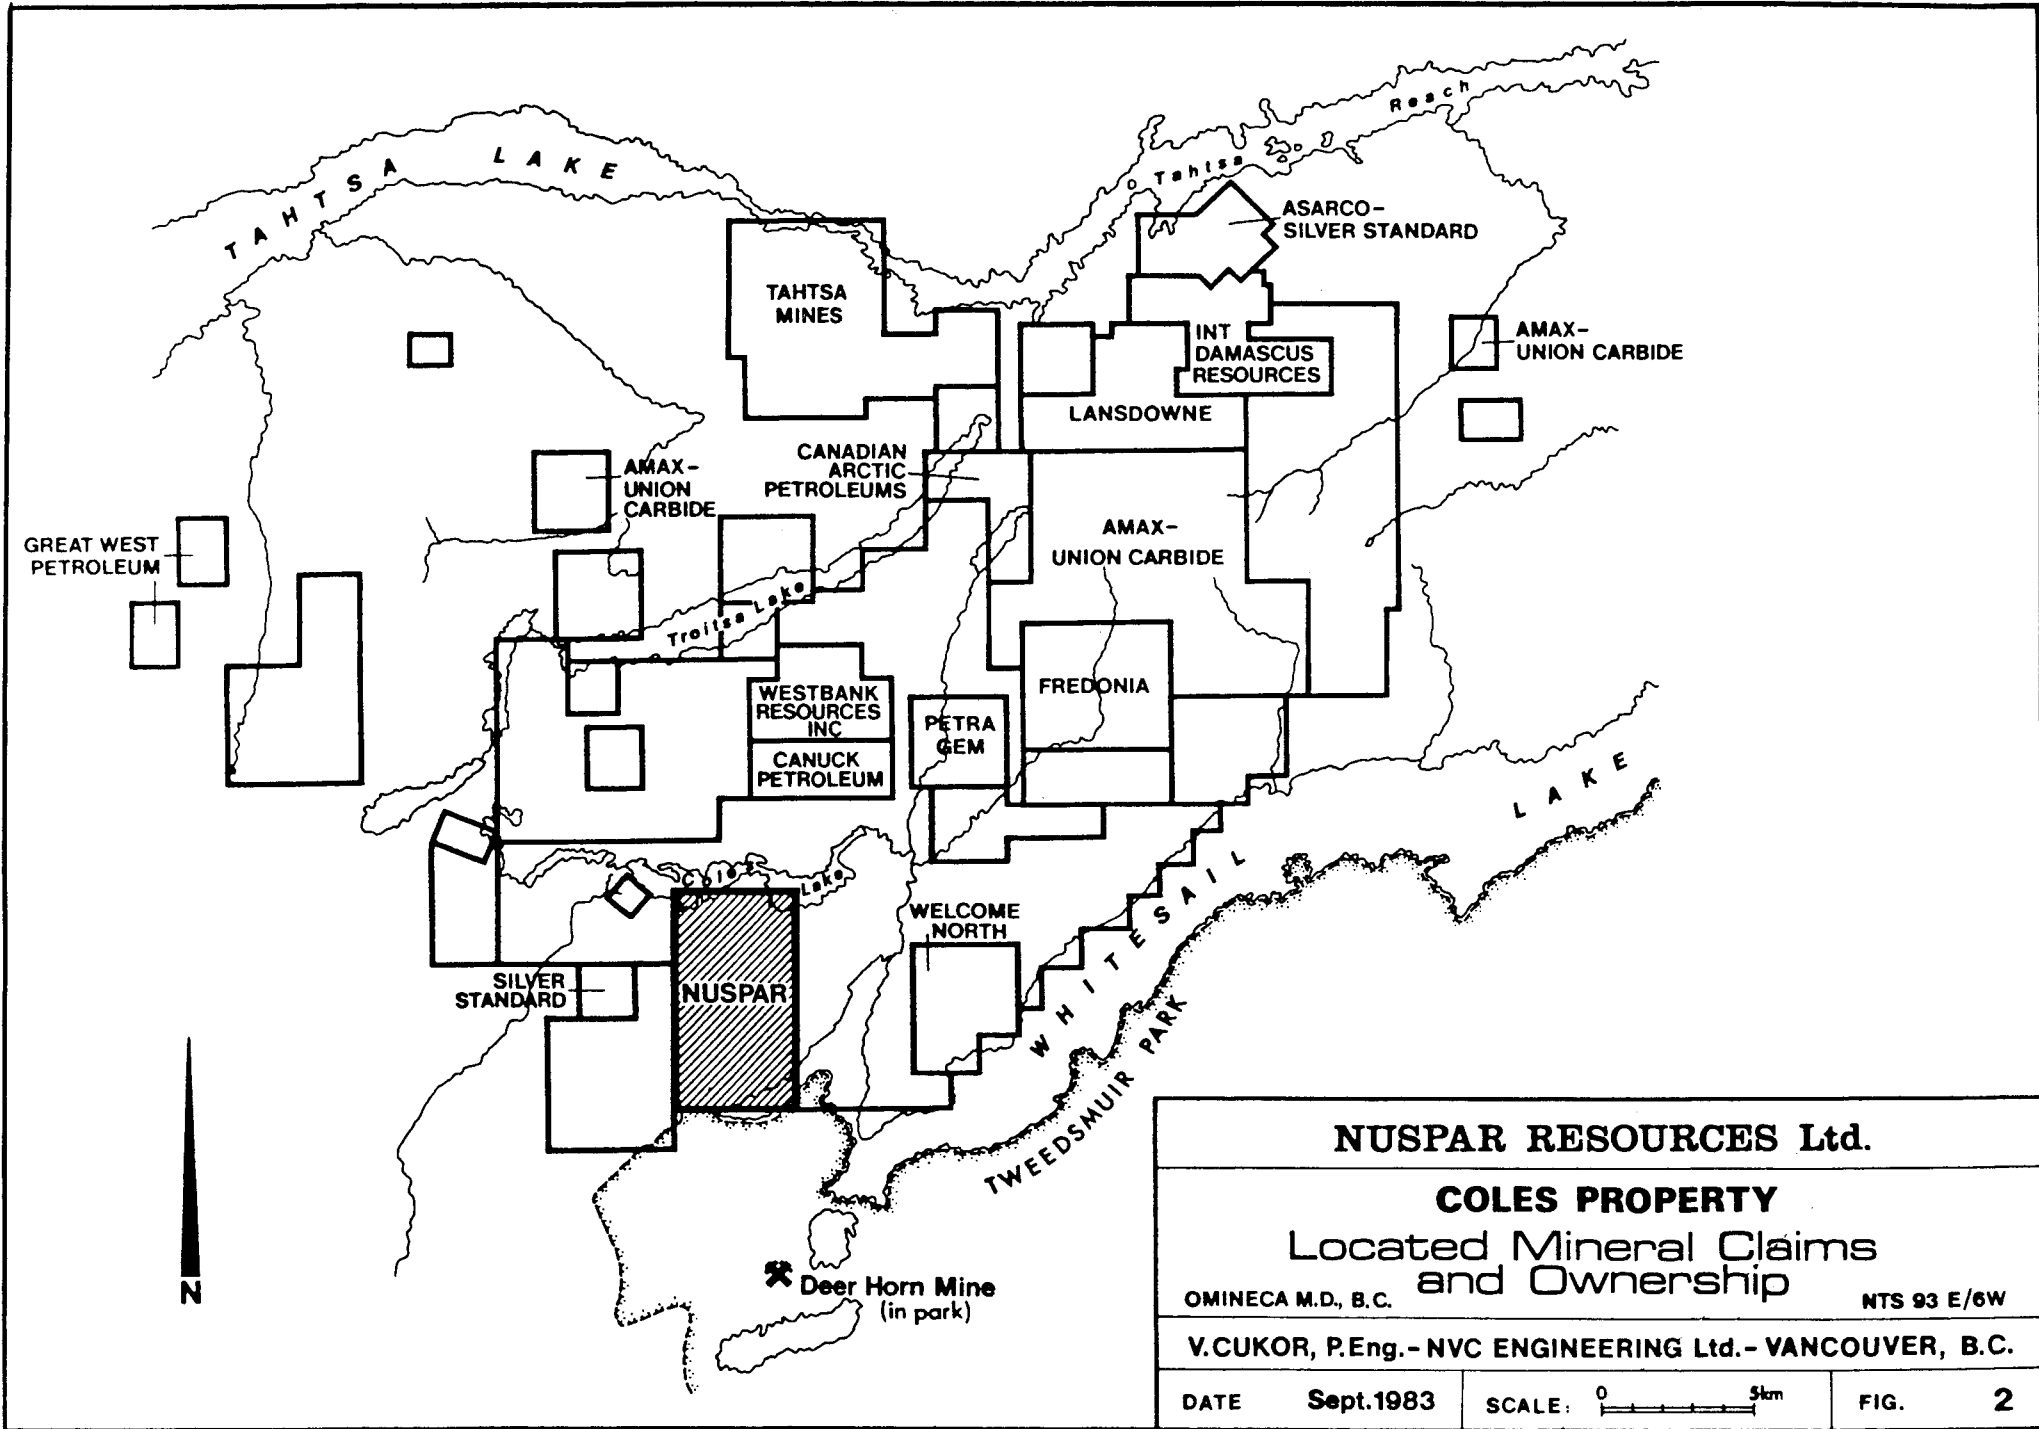 TAHTSA LAKE
Tahtsa Reach
ASARCO-
SILVER STANDARD
TAHTSA
MINES
INT
DAMASCUS
RESOURCES
AMAX-
UNION CARBIDE
LANSDOWNE
CANADIAN
ARCTIC
PETROLEUMS
AMAX-
UNION
CARBIDE
AMAX-
UNION CARBIDE
GREAT WEST
PETROLEUM
Troitsa Lake
WESTBANK
RESOURCES
INC
FREDONIA
PETRA
GEM
CANUCK
PETROLEUM
Coles Lake
WELCOME
NORTH
WHITESAIL LAKE
SILVER
STANDARD
NUSPAR
TWEEDSMUIR PARK
Deer Horn Mine
(in park)
N
NUSPAR RESOURCES Ltd.
COLES PROPERTY
Located Mineral Claims
and Ownership
OMINECA M.D., B.C.
NTS 93 E/6W
V.CUKOR, P.Eng.-NVC ENGINEERING Ltd.-VANCOUVER, B.C.
DATE Sept.1983
SCALE: 0 5km
FIG. 2